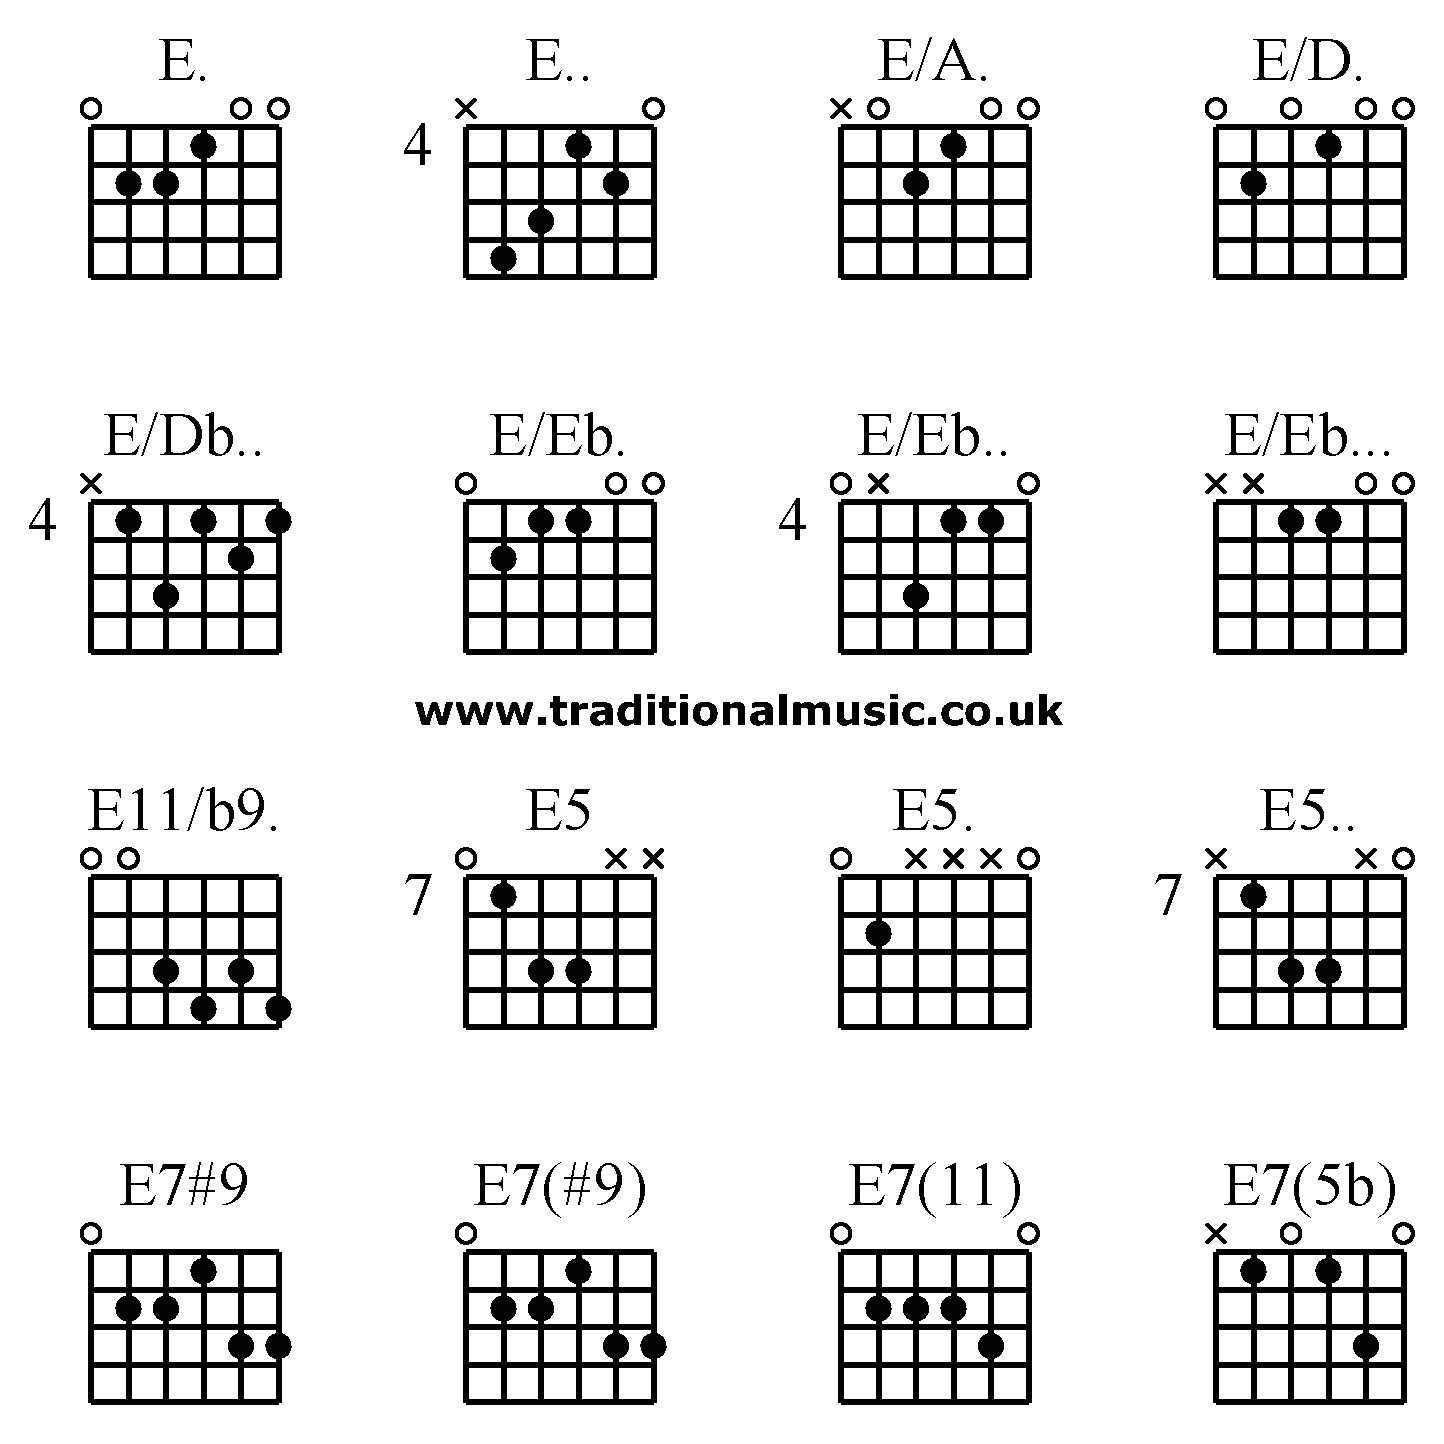 E. E.. E/A. E/D.
4
E/Db.. E/Eb. E/Eb.. E/Eb...
4 4
www.traditionalmusic.co.uk
E11/b9. E5 E5. E5..
7 7
E7#9 E7(#9) E7(11) E7(5b)